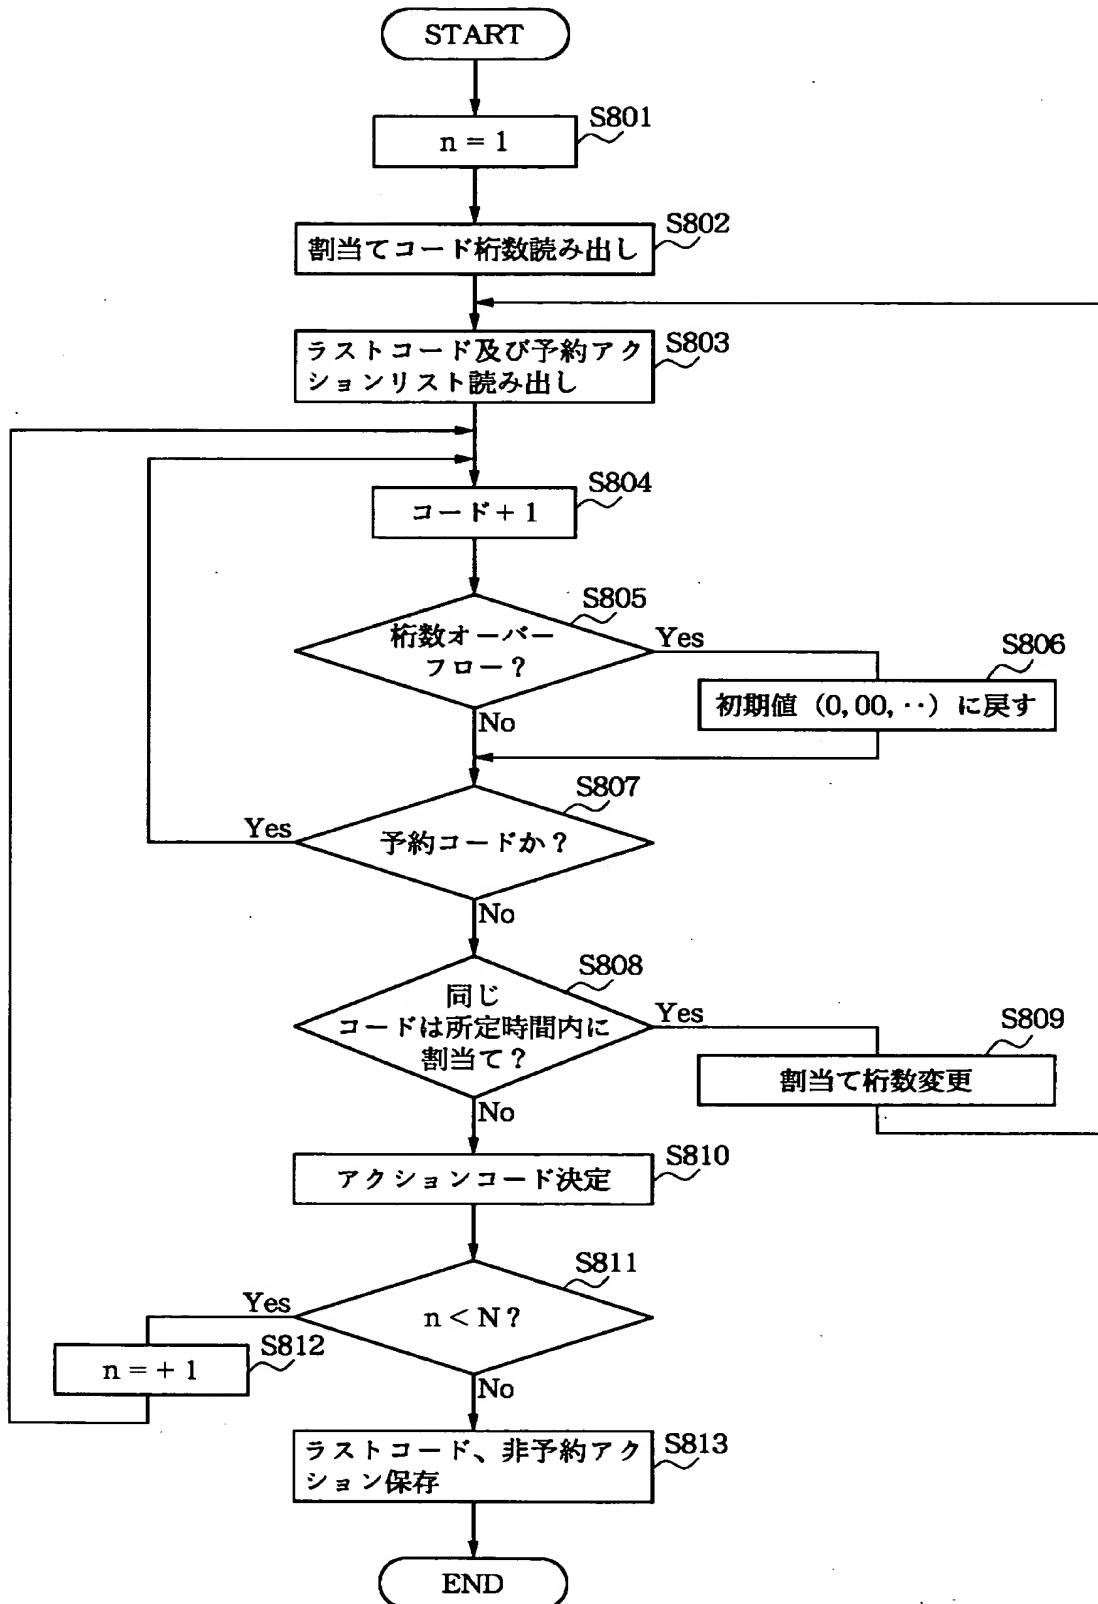 START
S801
n = 1
S802
割当てコード桁数読み出し
S803
ラストコード及び予約アク
ションリスト読み出し
S804
コード+ 1
S805
桁数オーバー
フロー?
Yes
No
S806
初期値 (0, 00, ‥) に戻す
S807
予約コードか?
Yes
No
S808
同じ
コードは所定時間内に
割当て?
Yes
No
S809
割当て桁数変更
S810
アクションコード決定
S811
n < N ?
Yes
No
S812
n = + 1
S813
ラストコード、非予約アク
ション保存
END